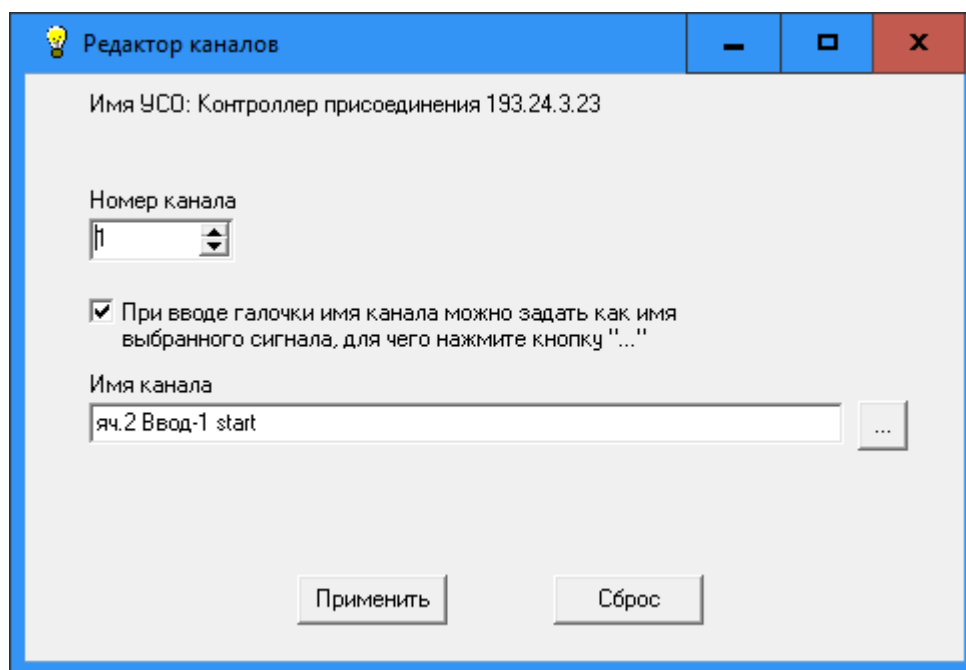 Редактор каналов
Имя УСО: Контроллер присоединения 193.24.3.23
Номер канала
1
При вводе галочки имя канала можно задать как имя
выбранного сигнала, для чего нажмите кнопку "..."
Имя канала
яч.2 Ввод-1 start
...
Применить
Сброс